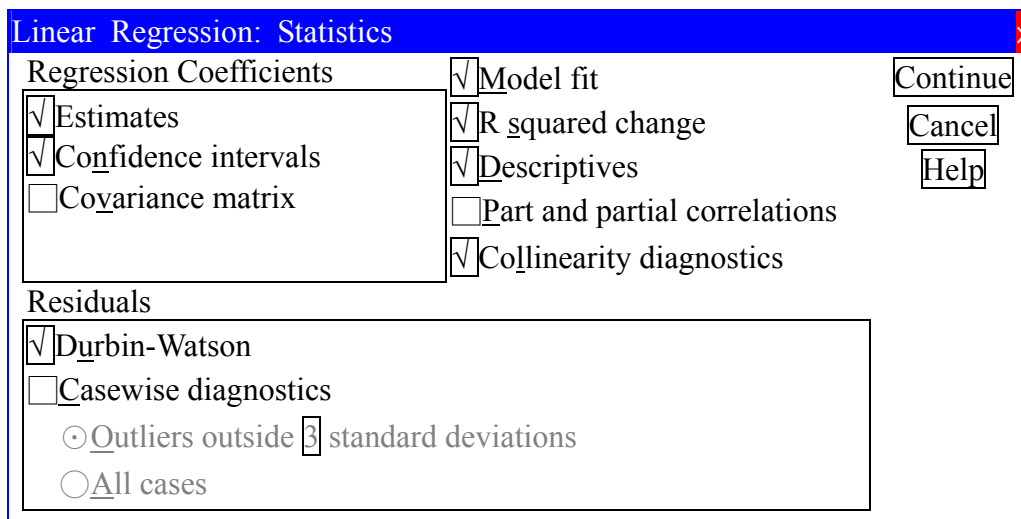 Linear Regression: Statistics
Regression Coefficients
√ Estimates
√ Confidence intervals
Covariance matrix
√ Model fit
√ R squared change
√ Descriptives
Part and partial correlations
√ Collinearity diagnostics
Continue
Cancel
Help
Residuals
√ Durbin-Watson
Casewise diagnostics
Outliers outside 3 standard deviations
All cases